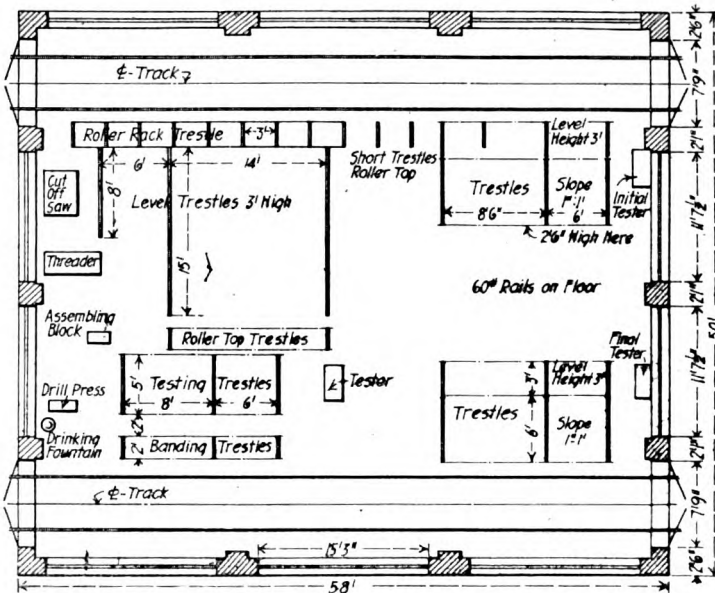 2'6"
℄-Track
7'9"
Roller Rack Trestle
3'
Level
Height 3'
21"
6'
14'
Short Trestles
Roller Top
Cut
Off
Saw
8'
Level Trestles 3' High
Trestles
Slope
1"-1'
Initial
Tester
8'6"
6'
11'7½"
2'6" High Here
Threader
15'
60# Rails on Floor
21"
50'
Assembling
Block
Roller Top Trestles
Final
Tester
5'
Testing
Trestles
8'
6'
Tester
3'
Level
Height 3"
11'7½"
Drill Press
Trestles
2'
6'
Slope
1"-1'
Drinking
Fountain
2'
Banding
Trestles
21"
℄-Track
7'9"
15'3"
2'6"
58'